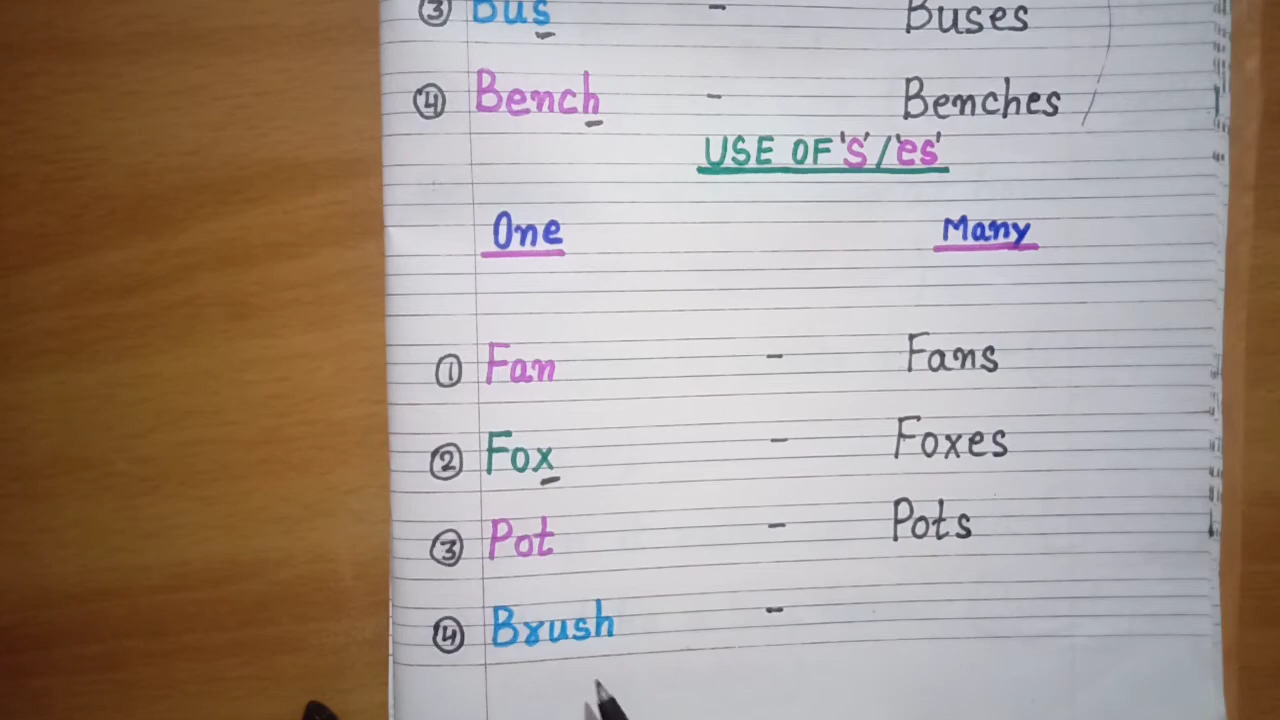 ③ Bus - Buses
④ Bench - Benches
USE OF 's'/'es'
One Many
① Fan - Fans
② Fox - Foxes
③ Pot - Pots
④ Brush -